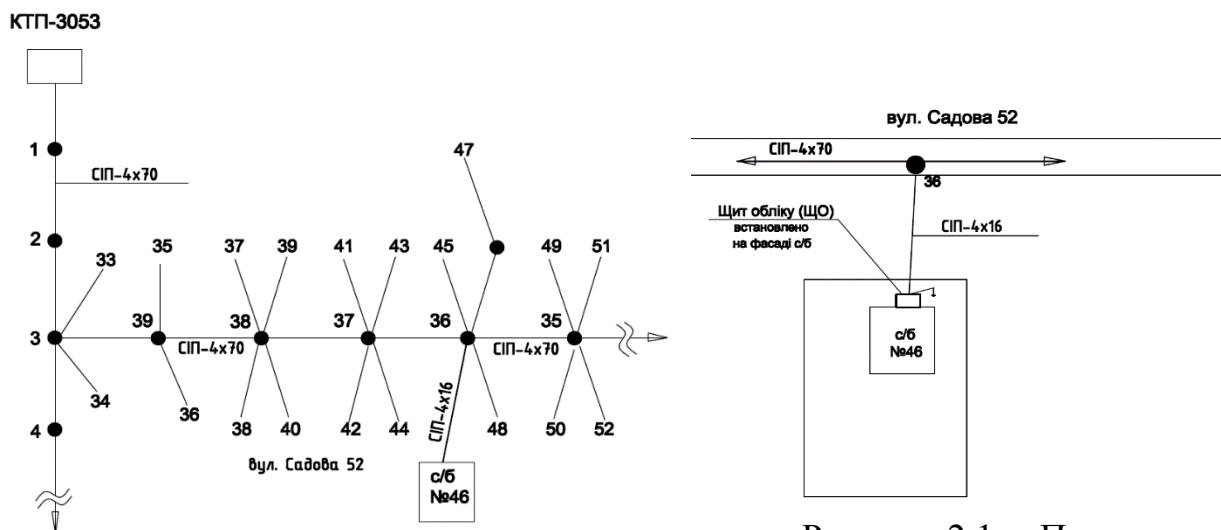 КТП-3053
1
СІП-4х70
2
33
35
37
39
41
43
45
47
49
51
3
39
38
37
36
35
СІП-4х70
СІП-4х70
34
36
38
40
42
44
СІП-4х16
48
50
52
4
вул. Садова 52
с/б
№46
вул. Садова 52
СІП-4х70
36
Щит обліку (ЩО)
встановлено
на фасаді с/б
СІП-4х16
с/б
№46